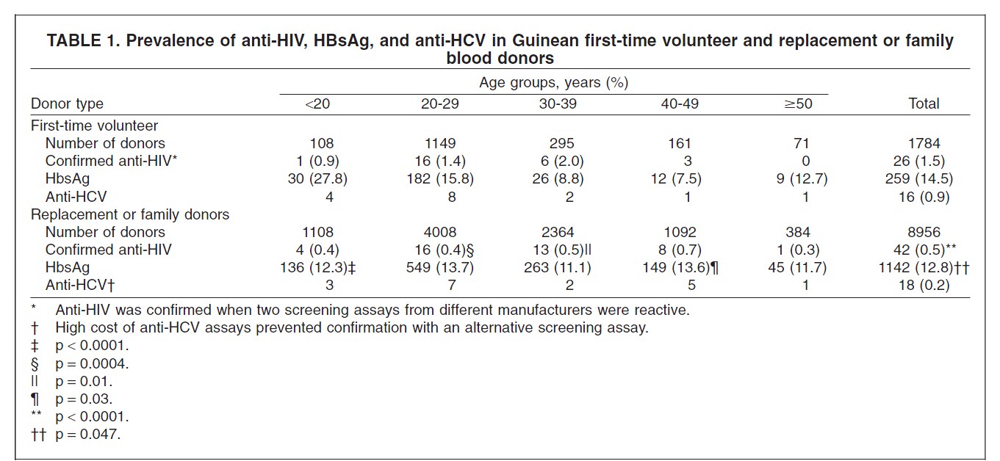 TABLE 1. Prevalence of anti-HIV, HBsAg, and anti-HCV in Guinean first-time volunteer and replacement or family
blood donors
Age groups, years (%)
Donor type <20 20-29 30-39 40-49 ≥50 Total
First-time volunteer
Number of donors 108 1149 295 161 71 1784
Confirmed anti-HIV* 1 (0.9) 16 (1.4) 6 (2.0) 3 0 26 (1.5)
HbsAg 30 (27.8) 182 (15.8) 26 (8.8) 12 (7.5) 9 (12.7) 259 (14.5)
Anti-HCV 4 8 2 1 1 16 (0.9)
Replacement or family donors
Number of donors 1108 4008 2364 1092 384 8956
Confirmed anti-HIV 4 (0.4) 16 (0.4)§ 13 (0.5)|| 8 (0.7) 1 (0.3) 42 (0.5)**
HbsAg 136 (12.3)‡ 549 (13.7) 263 (11.1) 149 (13.6)¶ 45 (11.7) 1142 (12.8)††
Anti-HCV† 3 7 2 5 1 18 (0.2)
* Anti-HIV was confirmed when two screening assays from different manufacturers were reactive.
† High cost of anti-HCV assays prevented confirmation with an alternative screening assay.
‡ p < 0.0001.
§ p = 0.0004.
|| p = 0.01.
¶ p = 0.03.
** p < 0.0001.
†† p = 0.047.